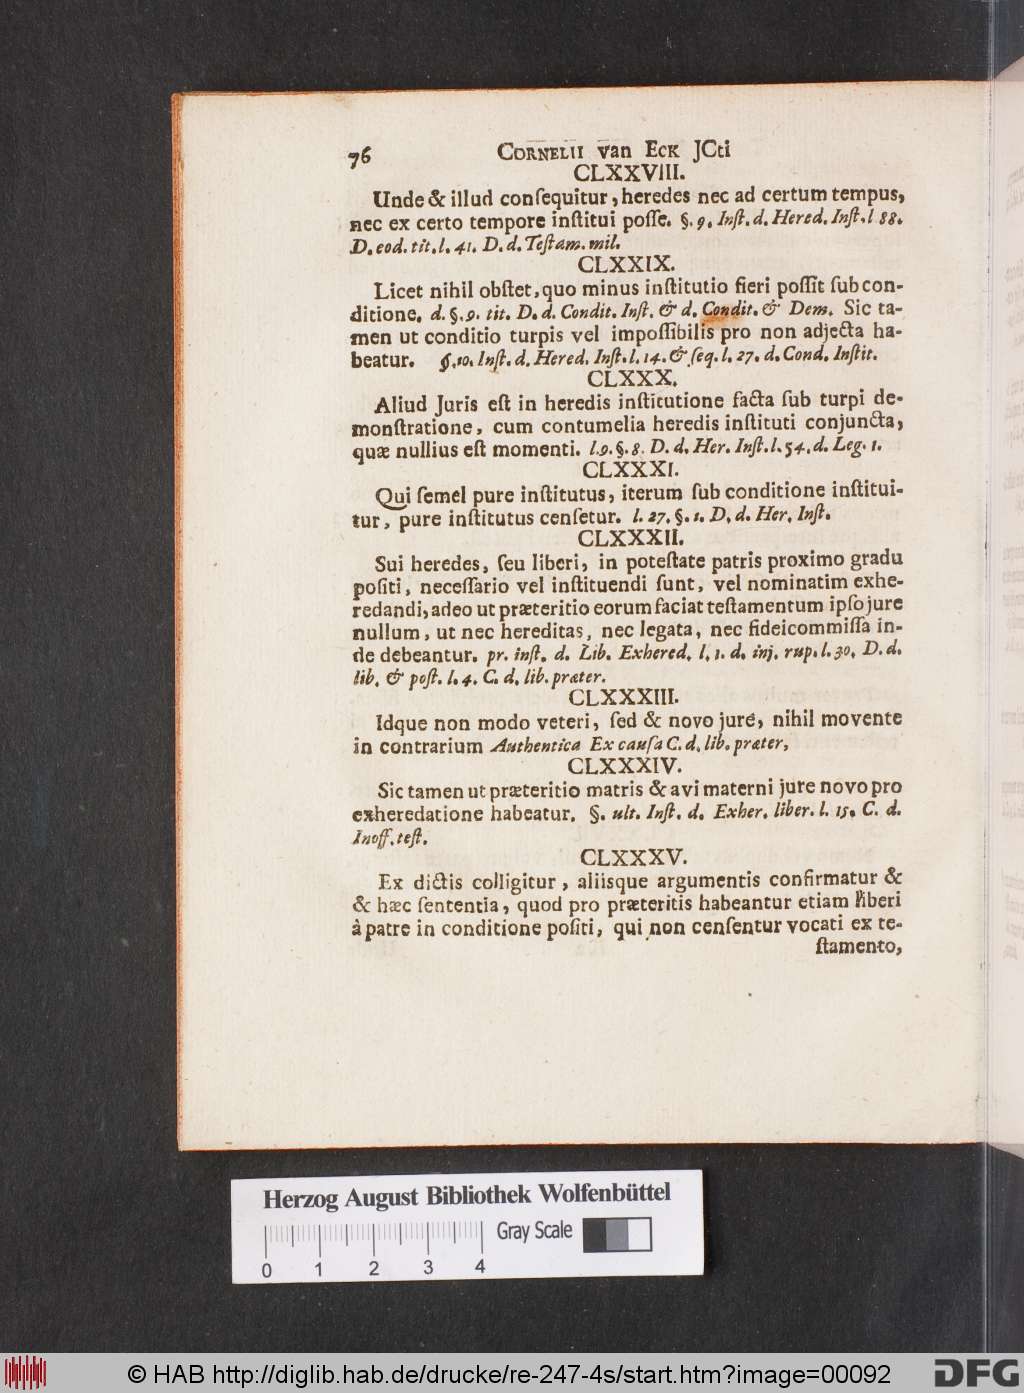 76 CORNELII van ECK JCti
CLXXVIII.
Unde & illud conſequitur, heredes nec ad certum tempus,
nec ex certo tempore inſtitui poſſe. §. 9. Inſt. d. Hered. Inſt. l 88.
D. eod. tit. l. 41. D. d. Teſtam. mil.
CLXXIX.
Licet nihil obſtet, quo minus inſtitutio fieri poſſit ſub con-
ditione. d. §. 9. tit. D. d. Condit. Inſt. & d. Condit. & Dem. Sic ta-
men ut conditio turpis vel impoſſibilis pro non adjecta ha-
beatur. §. 10. Inſt. d. Hered. Inſt. l. 14. & ſeq. l. 27. d. Cond. Inſtit.
CLXXX.
Aliud Juris eſt in heredis inſtitutione facta ſub turpi de-
monſtratione, cum contumelia heredis inſtituti conjuncta,
quæ nullius eſt momenti. l. 9. §. 8. D. d. Her. Inſt. l. 54. d. Leg. 1.
CLXXXI.
Qui ſemel pure inſtitutus, iterum ſub conditione inſtitui-
tur, pure inſtitutus cenſetur. l. 27. §. 1. D. d. Her. Inſt.
CLXXXII.
Sui heredes, ſeu liberi, in poteſtate patris proximo gradu
poſiti, neceſſario vel inſtituendi ſunt, vel nominatim exhe-
redandi, adeo ut præteritio eorum faciat teſtamentum ipſo jure
nullum, ut nec hereditas, nec legata, nec fideicommiſſa in-
de debeantur. pr. inſt. d. Lib. Exhered. l. 1. d. inj. rup. l. 30. D. d.
lib. & poſt. l. 4. C. d. lib. præter.
CLXXXIII.
Idque non modo veteri, ſed & novo jure, nihil movente
in contrarium Authentica Ex cauſa C. d. lib. præter,
CLXXXIV.
Sic tamen ut præteritio matris & avi materni jure novo pro
exheredatione habeatur. §. ult. Inſt. d. Exher. liber. l. 15. C. d.
Inoff. teſt.
CLXXXV.
Ex dictis colligitur, aliisque argumentis confirmatur &
& hæc ſententia, quod pro præteritis habeantur etiam liberi
à patre in conditione poſiti, qui non cenſentur vocati ex te-
ſtamento,
Herzog August Bibliothek Wolfenbüttel
Gray Scale
0 1 2 3 4
© HAB http://diglib.hab.de/drucke/re-247-4s/start.htm?image=00092
DFG